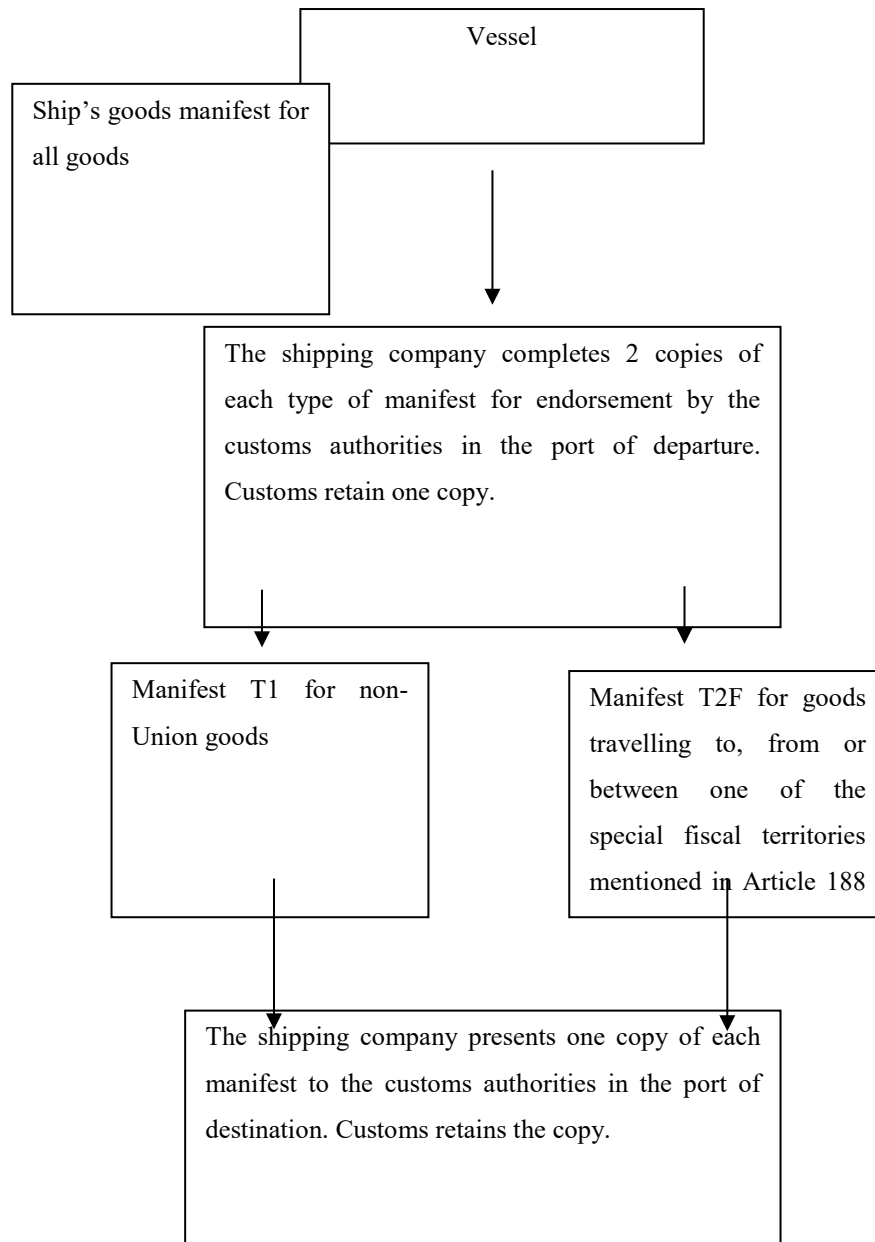 Vessel
Ship’s goods manifest for
all goods
The shipping company completes 2 copies of
each type of manifest for endorsement by the
customs authorities in the port of departure.
Customs retain one copy.
Manifest T1 for non-
Union goods
Manifest T2F for goods
travelling to, from or
between one of the
special fiscal territories
mentioned in Article 188
The shipping company presents one copy of each
manifest to the customs authorities in the port of
destination. Customs retains the copy.